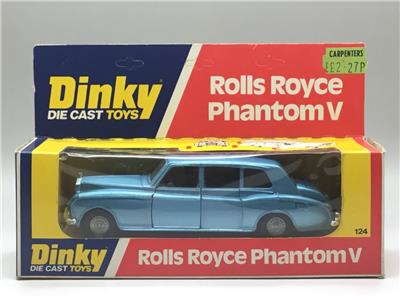 Dinky
DIE CAST TOYS
Rolls Royce
Phantom V
CARPENTERS
££2·27P
Dinky
DIE CAST TOYS
Rolls Royce Phantom V
124